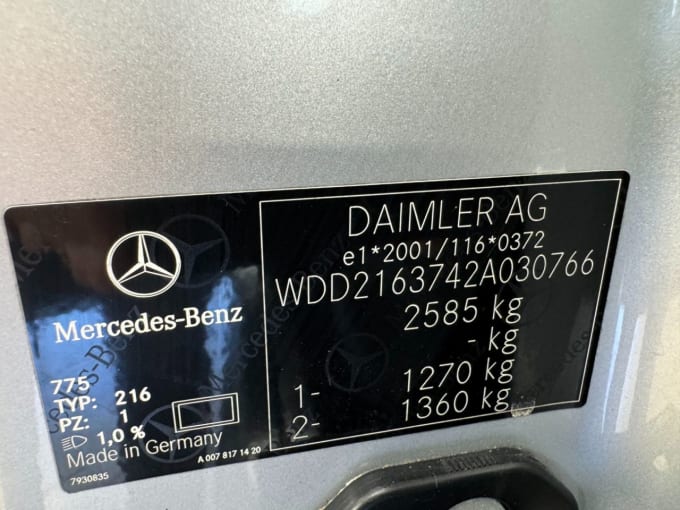 Mercedes-Benz
775
TYP: 216
PZ: 1
1,0 %
Made in Germany
7930835
A 007 817 14 20
DAIMLER AG
e1*2001/116*0372
WDD2163742A030766
2585 kg
- kg
1- 1270 kg
2- 1360 kg